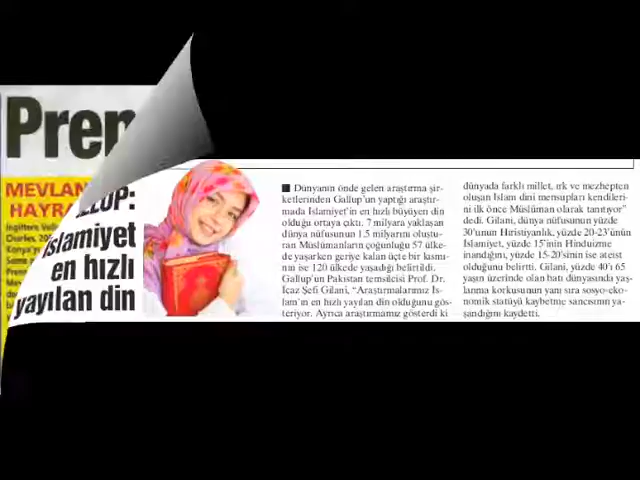 Pren
MEVLAN
HAYRA
LLUP:
İslamiyet
en hızlı
yayılan din
■ Dünyanın önde gelen araştırma şir-
ketlerinden Gallup'un yaptığı araştır-
mada İslamiyet'in en hızlı büyüyen din
olduğu ortaya çıktı. 7 milyara yaklaşan
dünya nüfusunun 1.5 milyarını oluştu-
ran Müslümanların çoğunluğu 57 ülke-
de yaşarken geriye kalan üçte bir kısmı-
nın ise 120 ülkede yaşadığı belirtildi.
Gallup'un Pakistan temsilcisi Prof. Dr.
İcaz Şefi Gilani, "Araştırmalarımız İs-
lam'ın en hızlı yayılan din olduğunu gös-
teriyor. Ayrıca araştırmamız gösterdi ki
dünyada farklı millet, ırk ve mezhepten
oluşan İslam dini mensupları kendileri-
ni ilk önce Müslüman olarak tanıtıyor"
dedi. Gilani, dünya nüfusunun yüzde
30'unun Hıristiyanlık, yüzde 20-23'ünün
İslamiyet, yüzde 15'inin Hinduizme
inandığını, yüzde 15-20'sinin ise ateist
olduğunu belirtti. Gilani, yüzde 40'ı 65
yaşın üzerinde olan batı dünyasında yaş-
lanma korkusunun yanı sıra sosyo-eko-
nomik statüyü kaybetme sancısının ya-
şandığını kaydetti.